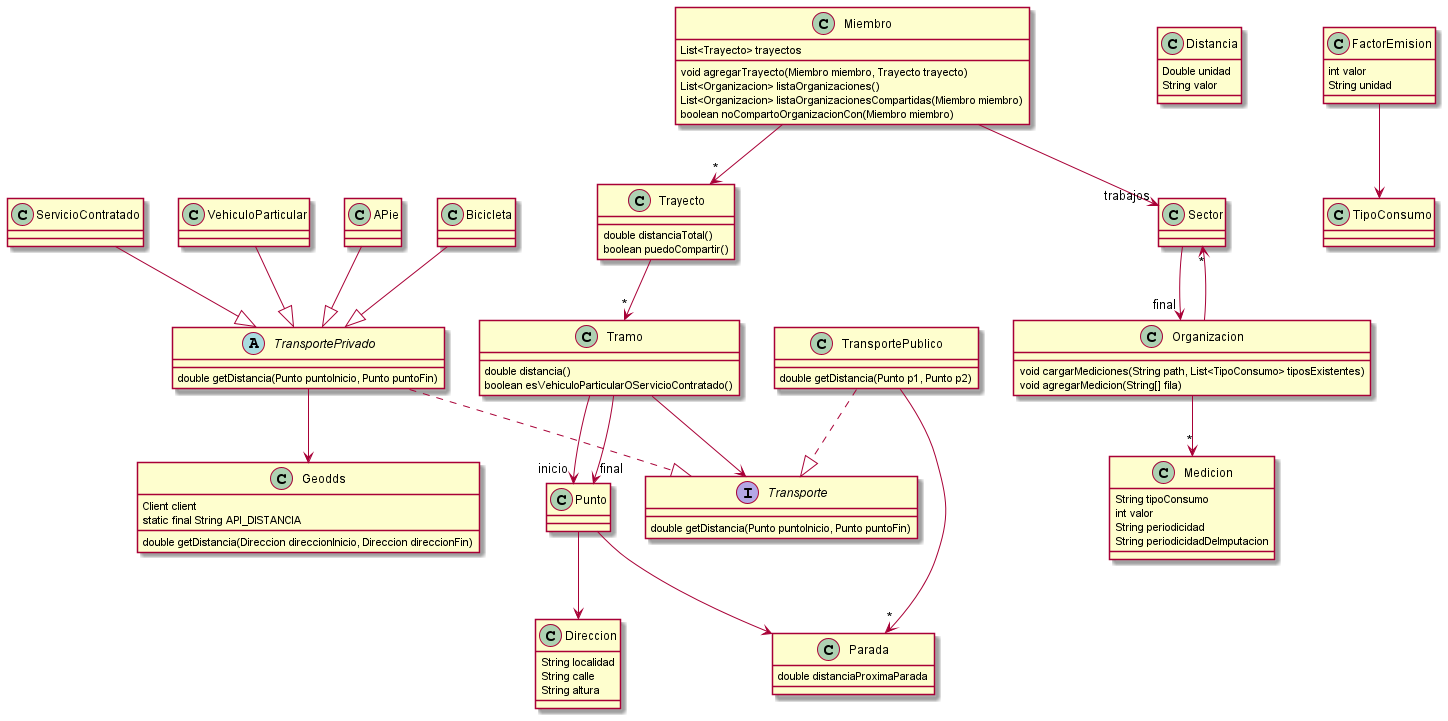 C Miembro
List<Trayecto> trayectos
void agregarTrayecto(Miembro miembro, Trayecto trayecto)
List<Organizacion> listaOrganizaciones()
List<Organizacion> listaOrganizacionesCompartidas(Miembro miembro)
boolean noCompartoOrganizacionCon(Miembro miembro)
C Distancia
Double unidad
String valor
C FactorEmision
int valor
String unidad
*
trabajos
C ServicioContratado
C VehiculoParticular
C APie
C Bicicleta
C Trayecto
double distanciaTotal()
boolean puedoCompartir()
C Sector
C TipoConsumo
*
*
final
A TransportePrivado
double getDistancia(Punto puntoInicio, Punto puntoFin)
C Tramo
double distancia()
boolean esVehiculoParticularOServicioContratado()
C TransportePublico
double getDistancia(Punto p1, Punto p2)
C Organizacion
void cargarMediciones(String path, List<TipoConsumo> tiposExistentes)
void agregarMedicion(String[] fila)
*
inicio
final
C Geodds
Client client
static final String API_DISTANCIA
double getDistancia(Direccion direccionInicio, Direccion direccionFin)
C Punto
I Transporte
double getDistancia(Punto puntoInicio, Punto puntoFin)
C Medicion
String tipoConsumo
int valor
String periodicidad
String periodicidadDeImputacion
*
C Direccion
String localidad
String calle
String altura
C Parada
double distanciaProximaParada